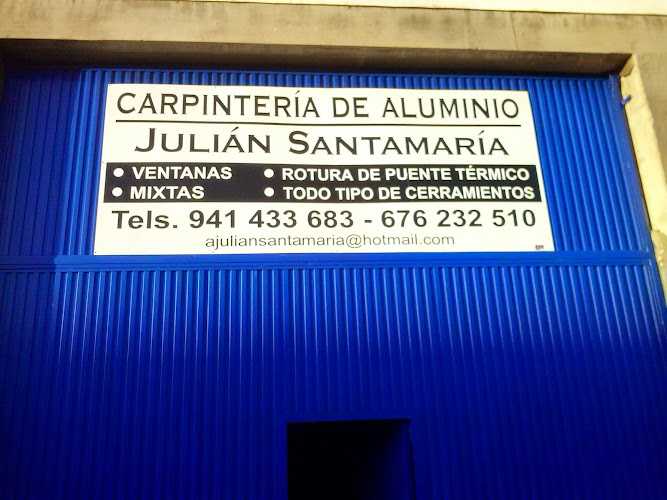 CARPINTERÍA DE ALUMINIO
JULIÁN SANTAMARÍA
• VENTANAS • ROTURA DE PUENTE TÉRMICO
• MIXTAS • TODO TIPO DE CERRAMIENTOS
Tels. 941 433 683 - 676 232 510
ajuliansantamaria@hotmail.com